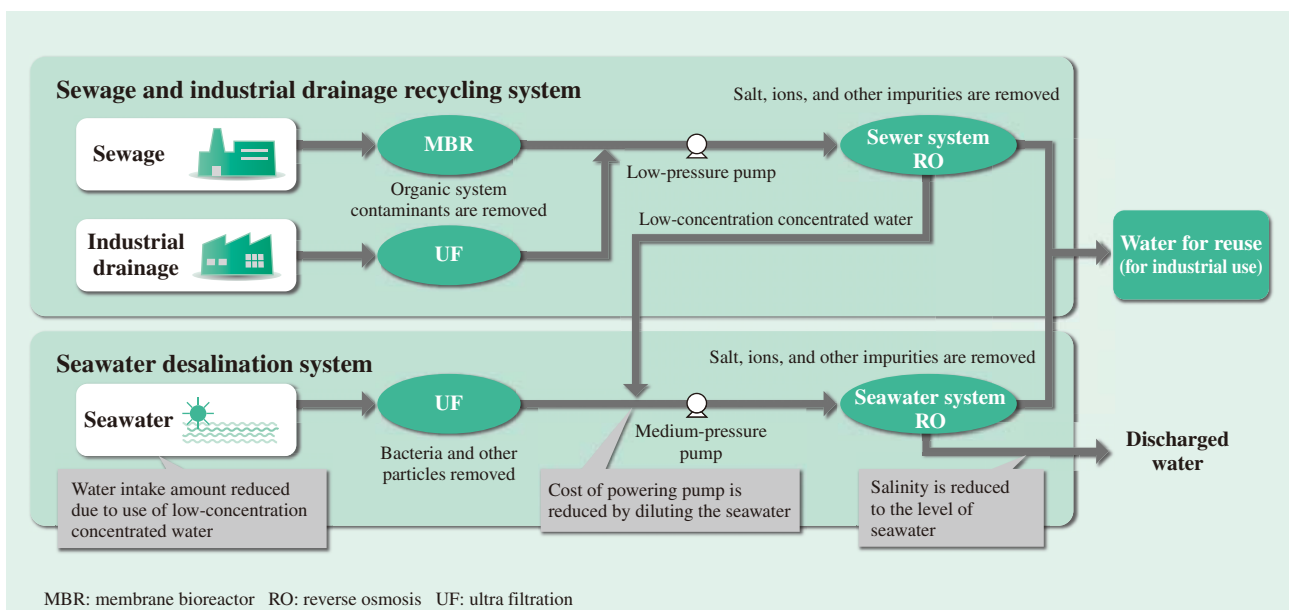 Sewage and industrial drainage recycling system
Salt, ions, and other impurities are removed
Sewage
MBR
Sewer system
RO
Low-pressure pump
Organic system
contaminants are removed
Low-concentration concentrated water
Industrial
drainage
UF
Water for reuse
(for industrial use)
Seawater desalination system
Salt, ions, and other impurities are removed
Seawater
UF
Seawater system
RO
Medium-pressure
pump
Bacteria and other
particles removed
Discharged
water
Water intake amount reduced
due to use of low-concentration
concentrated water
Cost of powering pump is
reduced by diluting the seawater
Salinity is reduced
to the level of
seawater
MBR: membrane bioreactor RO: reverse osmosis UF: ultra filtration